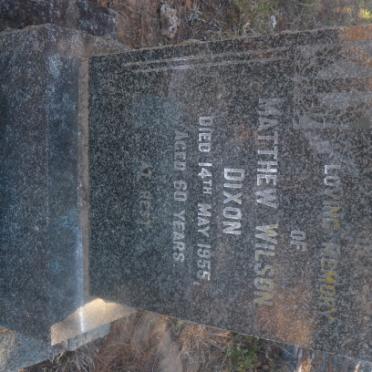 LOVING MEMORY
OF
MATTHEW WILSON
DIXON
DIED 14TH MAY 1955,
AGED 60 YEARS
AT REST